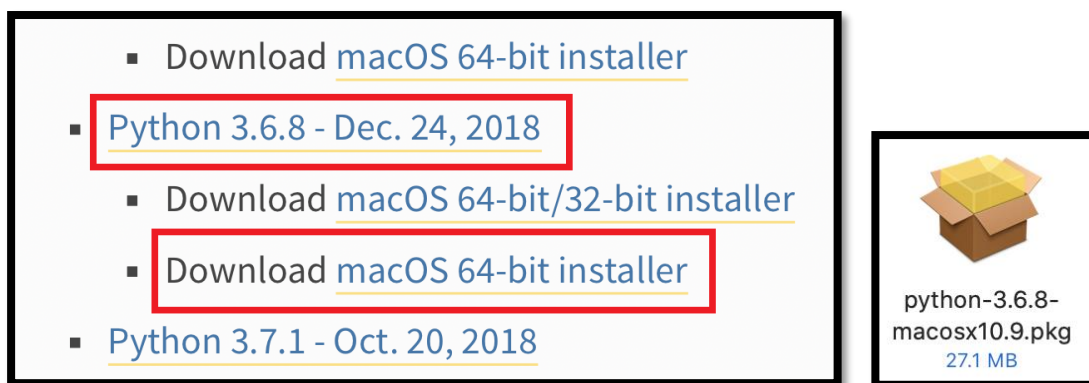 Download macOS 64-bit installer
Python 3.6.8 - Dec. 24, 2018
Download macOS 64-bit/32-bit installer
Download macOS 64-bit installer
Python 3.7.1 - Oct. 20, 2018
python-3.6.8-
macosx10.9.pkg
27.1 MB